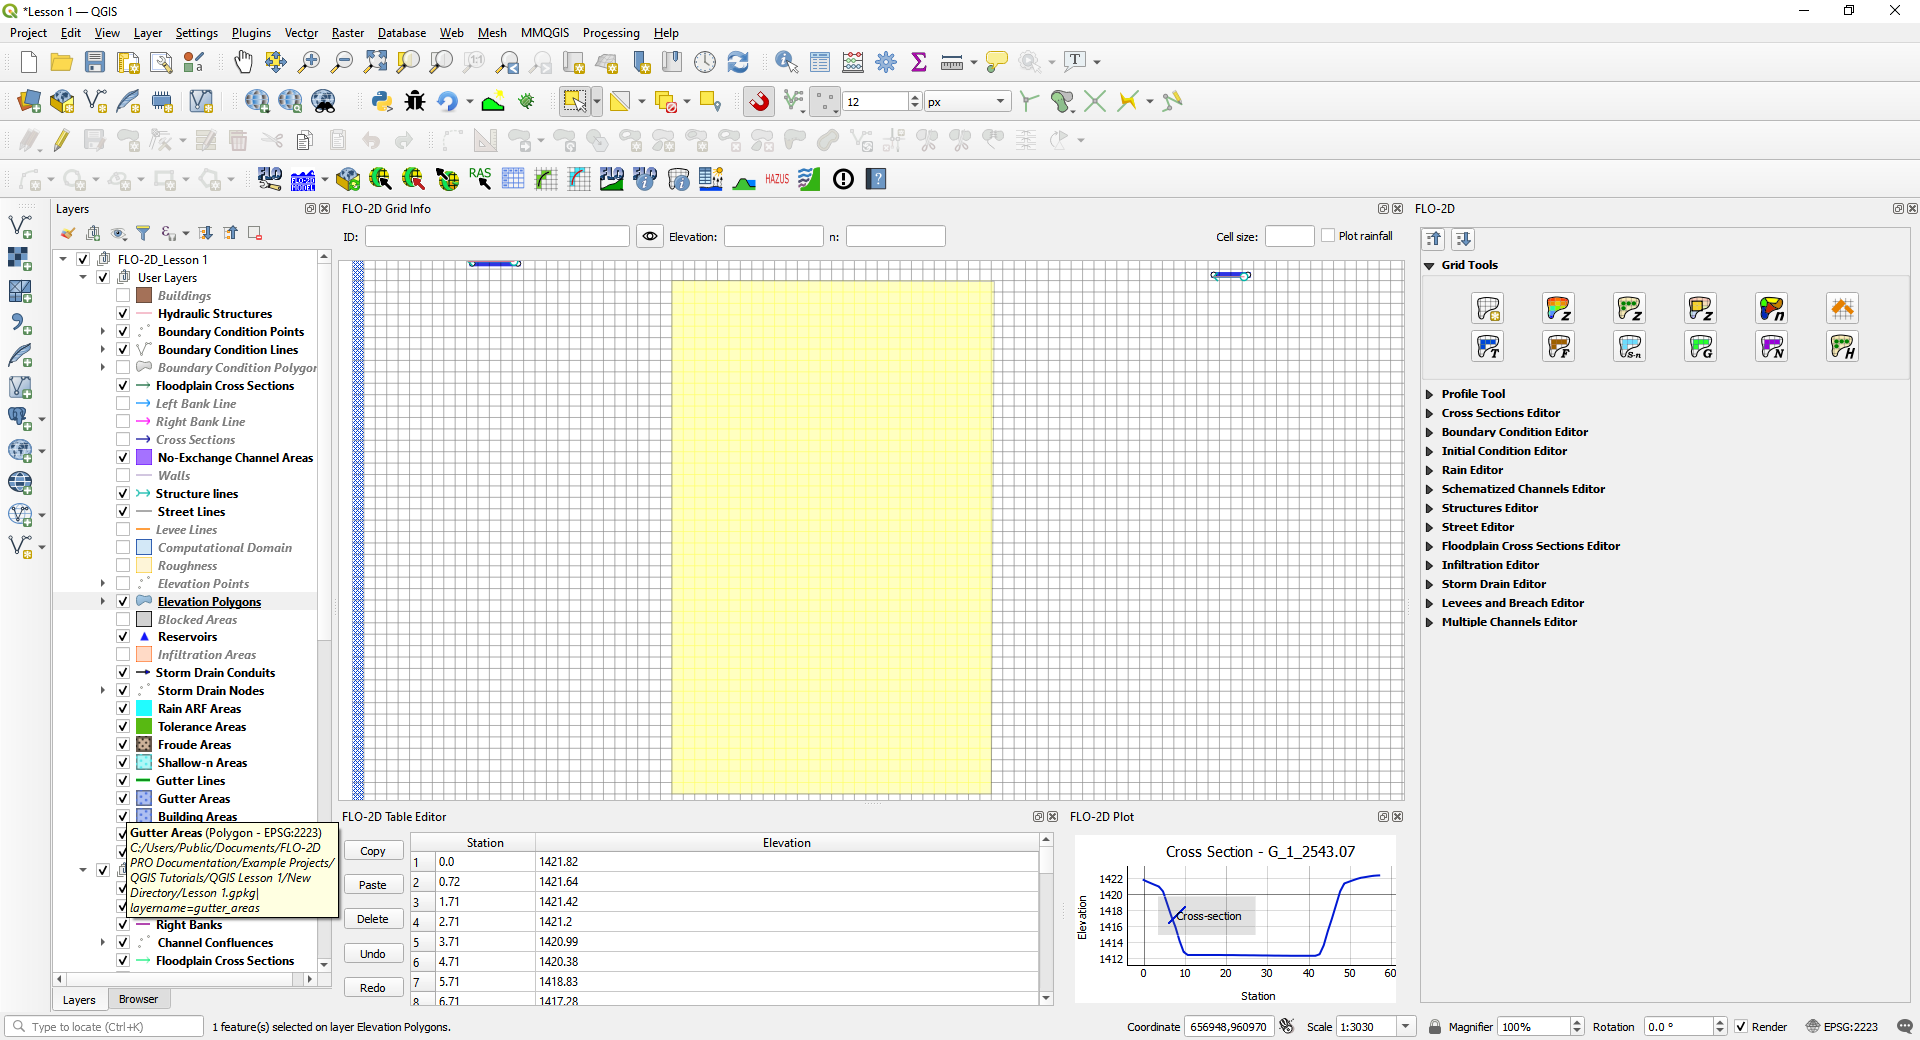 *Lesson 1 — QGIS
Project Edit View Layer Settings Plugins Vector Raster Database Web Mesh MMQGIS Processing Help
12 px
RAS HAZUS
Layers
FLO-2D Grid Info
FLO-2D
ID: Elevation: n: Cell size: Plot rainfall
FLO-2D_Lesson 1
User Layers
Buildings
Hydraulic Structures
Boundary Condition Points
Boundary Condition Lines
Boundary Condition Polygor
Floodplain Cross Sections
Left Bank Line
Right Bank Line
Cross Sections
No-Exchange Channel Areas
Walls
Structure lines
Street Lines
Levee Lines
Computational Domain
Roughness
Elevation Points
Elevation Polygons
Blocked Areas
Reservoirs
Infiltration Areas
Storm Drain Conduits
Storm Drain Nodes
Rain ARF Areas
Tolerance Areas
Froude Areas
Shallow-n Areas
Gutter Lines
Gutter Areas
Building Areas
Gutter Areas (Polygon - EPSG:2223)
C:/Users/Public/Documents/FLO-2D
PRO Documentation/Example Projects/
QGIS Tutorials/QGIS Lesson 1/New
Directory/Lesson 1.gpkg|
layername=gutter_areas
Right Banks
Channel Confluences
Floodplain Cross Sections
Layers Browser
Grid Tools
Z Z Z n
T F S-n G N H
Profile Tool
Cross Sections Editor
Boundary Condition Editor
Initial Condition Editor
Rain Editor
Schematized Channels Editor
Structures Editor
Street Editor
Floodplain Cross Sections Editor
Infiltration Editor
Storm Drain Editor
Levees and Breach Editor
Multiple Channels Editor
FLO-2D Table Editor
Copy
Paste
Delete
Undo
Redo
Station Elevation
1 0.0 1421.82
2 0.72 1421.64
3 1.71 1421.42
4 2.71 1421.2
5 3.71 1420.99
6 4.71 1420.38
7 5.71 1418.83
8 6.71 1417.28
FLO-2D Plot
Cross Section - G_1_2543.07
Elevation
1422
1420
1418
1416
1414
1412
Cross-section
0 10 20 30 40 50 60
Station
Type to locate (Ctrl+K) 1 feature(s) selected on layer Elevation Polygons. Coordinate 656948,960970 Scale 1:3030 Magnifier 100% Rotation 0.0 ° Render EPSG:2223